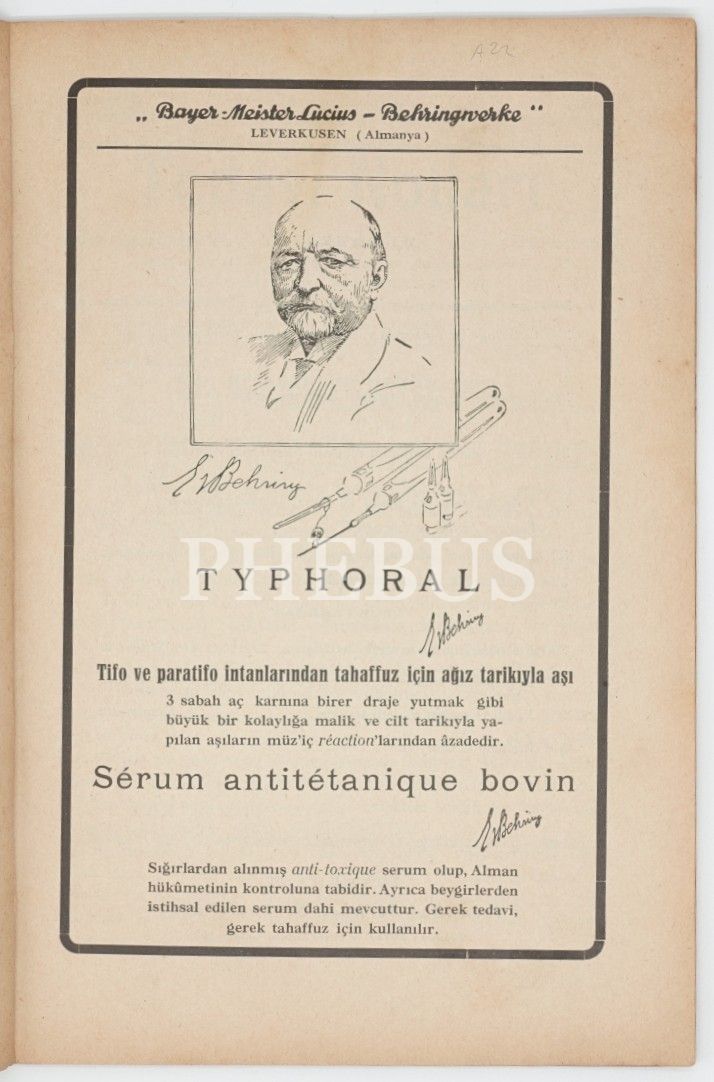 A22
„ Bayer-Meister Lucius – Behringwerke “
LEVERKUSEN ( Almanya )
EvBehring
PHEBUS
TYPHORAL
EvBehring
Tifo ve paratifo intanlarından tahaffuz için ağız tarikıyla aşı
3 sabah aç karnına birer draje yutmak gibi
büyük bir kolaylığa malik ve cilt tarikıyla ya-
pılan aşıların müz'iç réaction'larından âzadedir.
Sérum antitétanique bovin
EvBehring
Sığırlardan alınmış anti-toxique serum olup, Alman
hükûmetinin kontroluna tabidir. Ayrıca beygirlerden
istihsal edilen serum dahi mevcuttur. Gerek tedavi,
gerek tahaffuz için kullanılır.